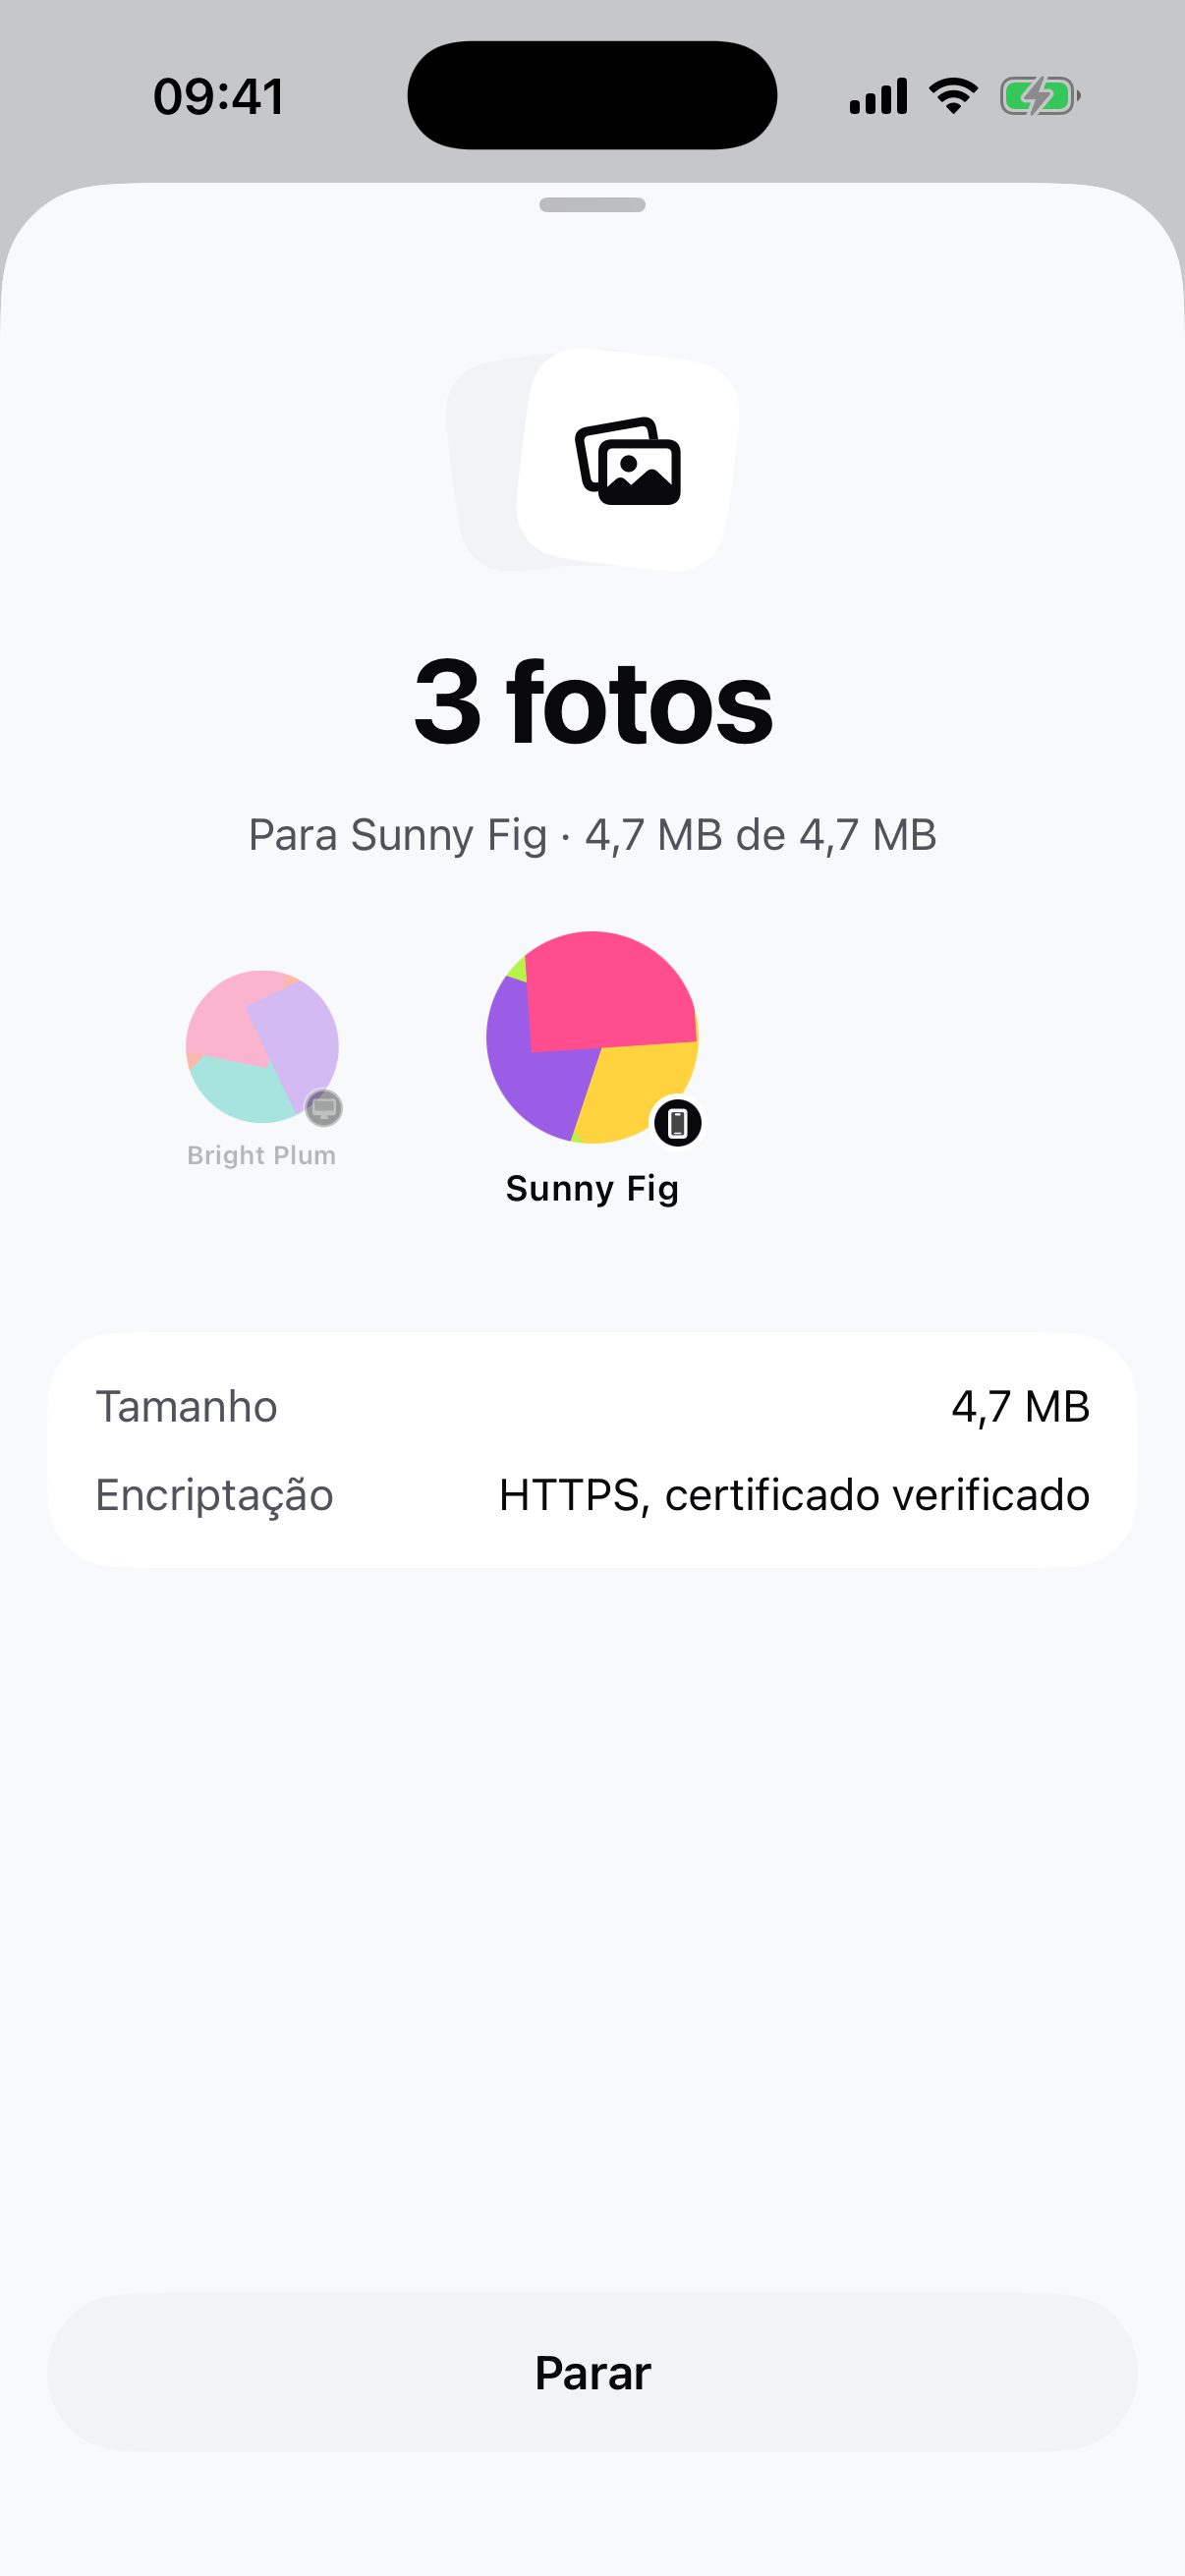 09:41
3 fotos
Para Sunny Fig · 4,7 MB de 4,7 MB
Bright Plum
Sunny Fig
Tamanho 4,7 MB
Encriptação HTTPS, certificado verificado
Parar